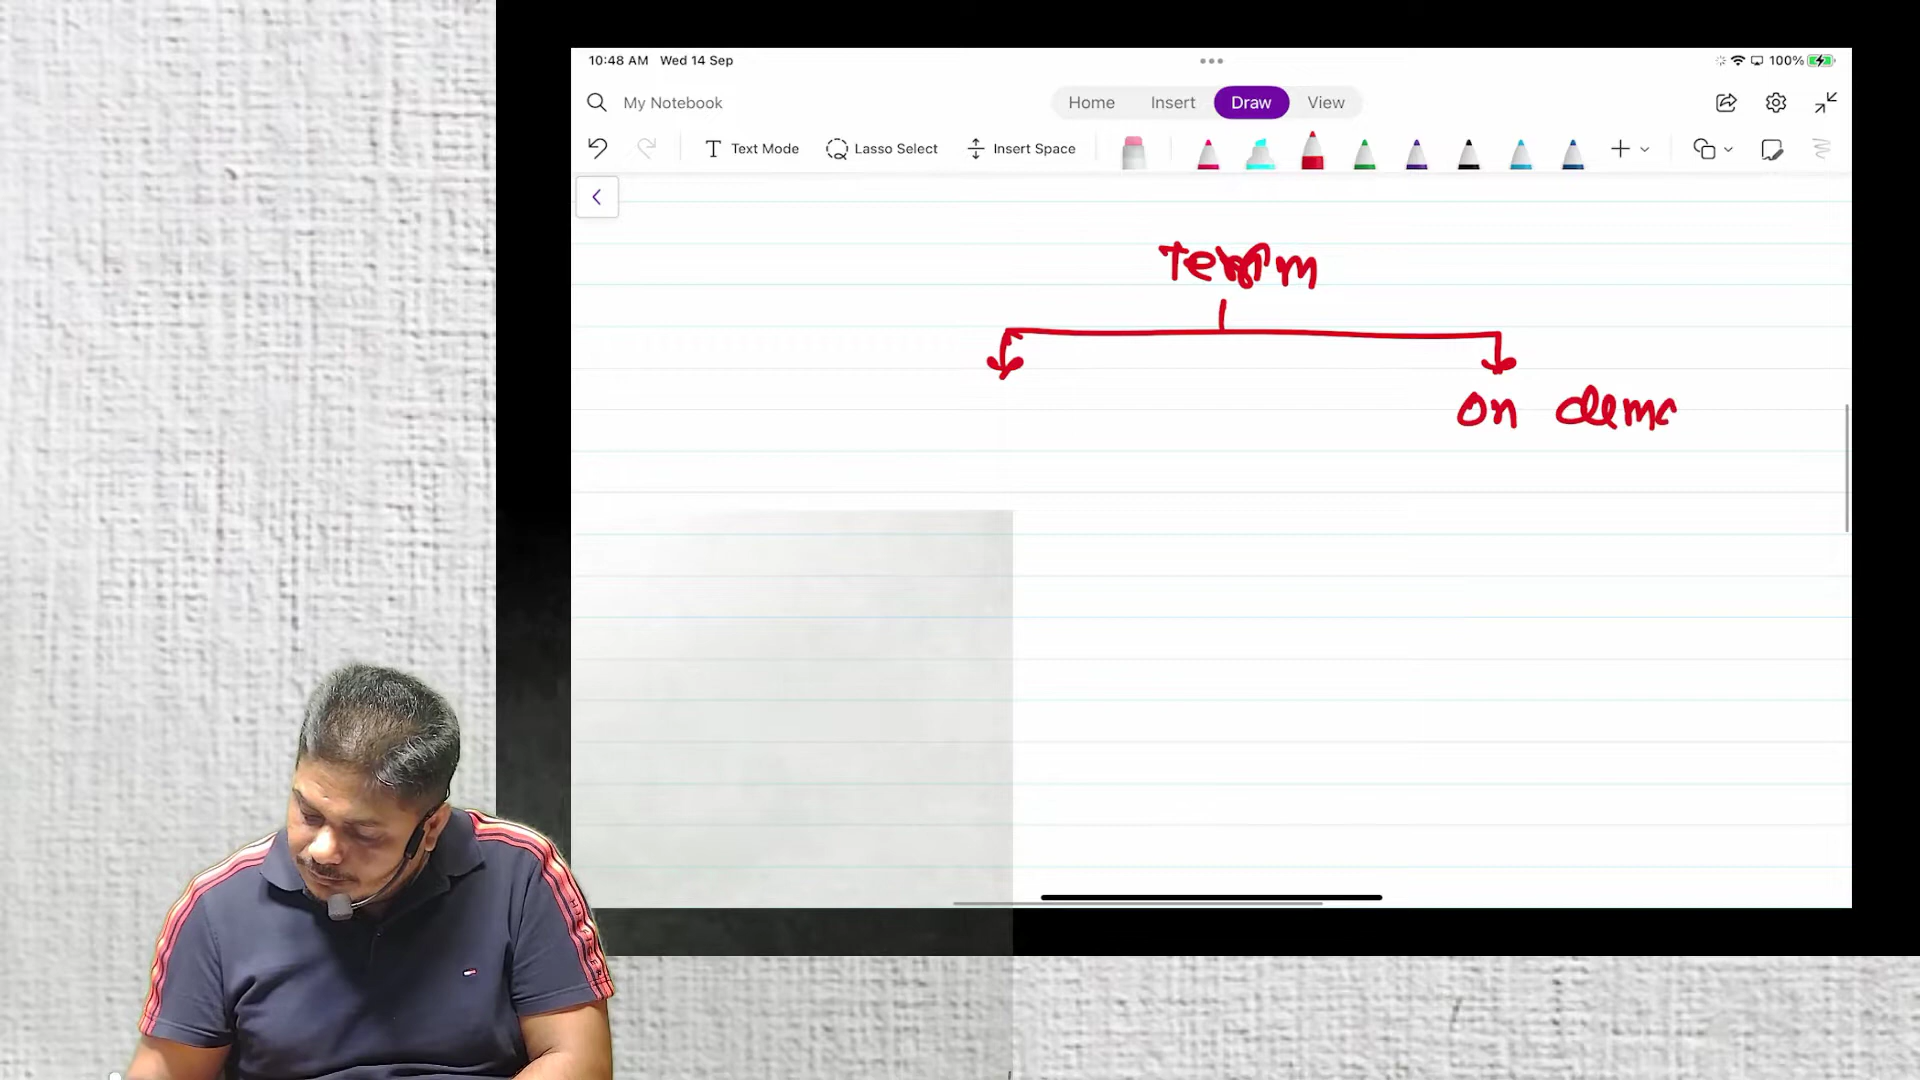 10:48 AM Wed 14 Sep
100%
My Notebook
Home Insert Draw View
Text Mode Lasso Select Insert Space
on dema